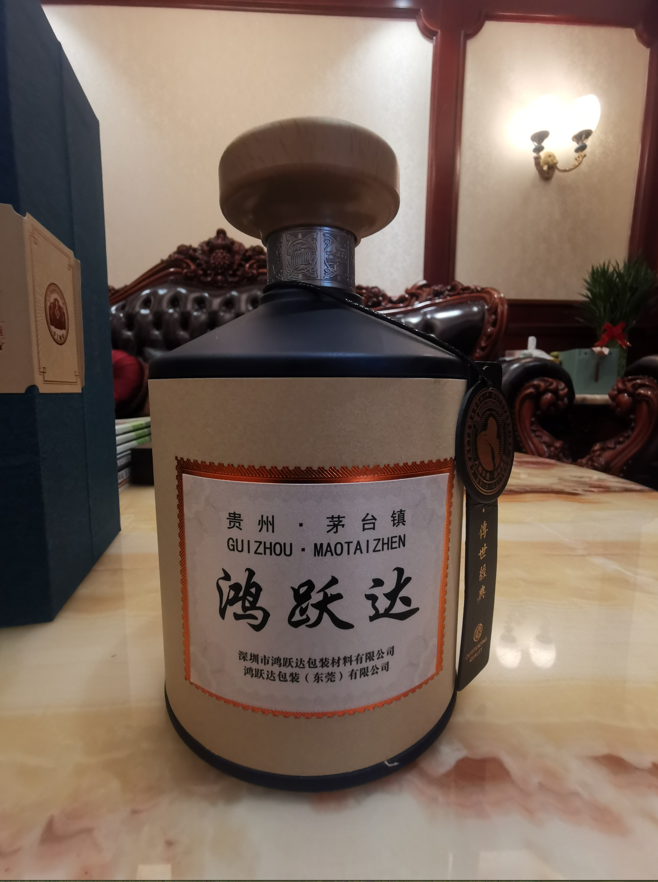 贵州·茅台镇
GUIZHOU·MAOTAIZHEN
鸿跃达
深圳市鸿跃达包装材料有限公司
鸿跃达包装(东莞)有限公司
·传世经典